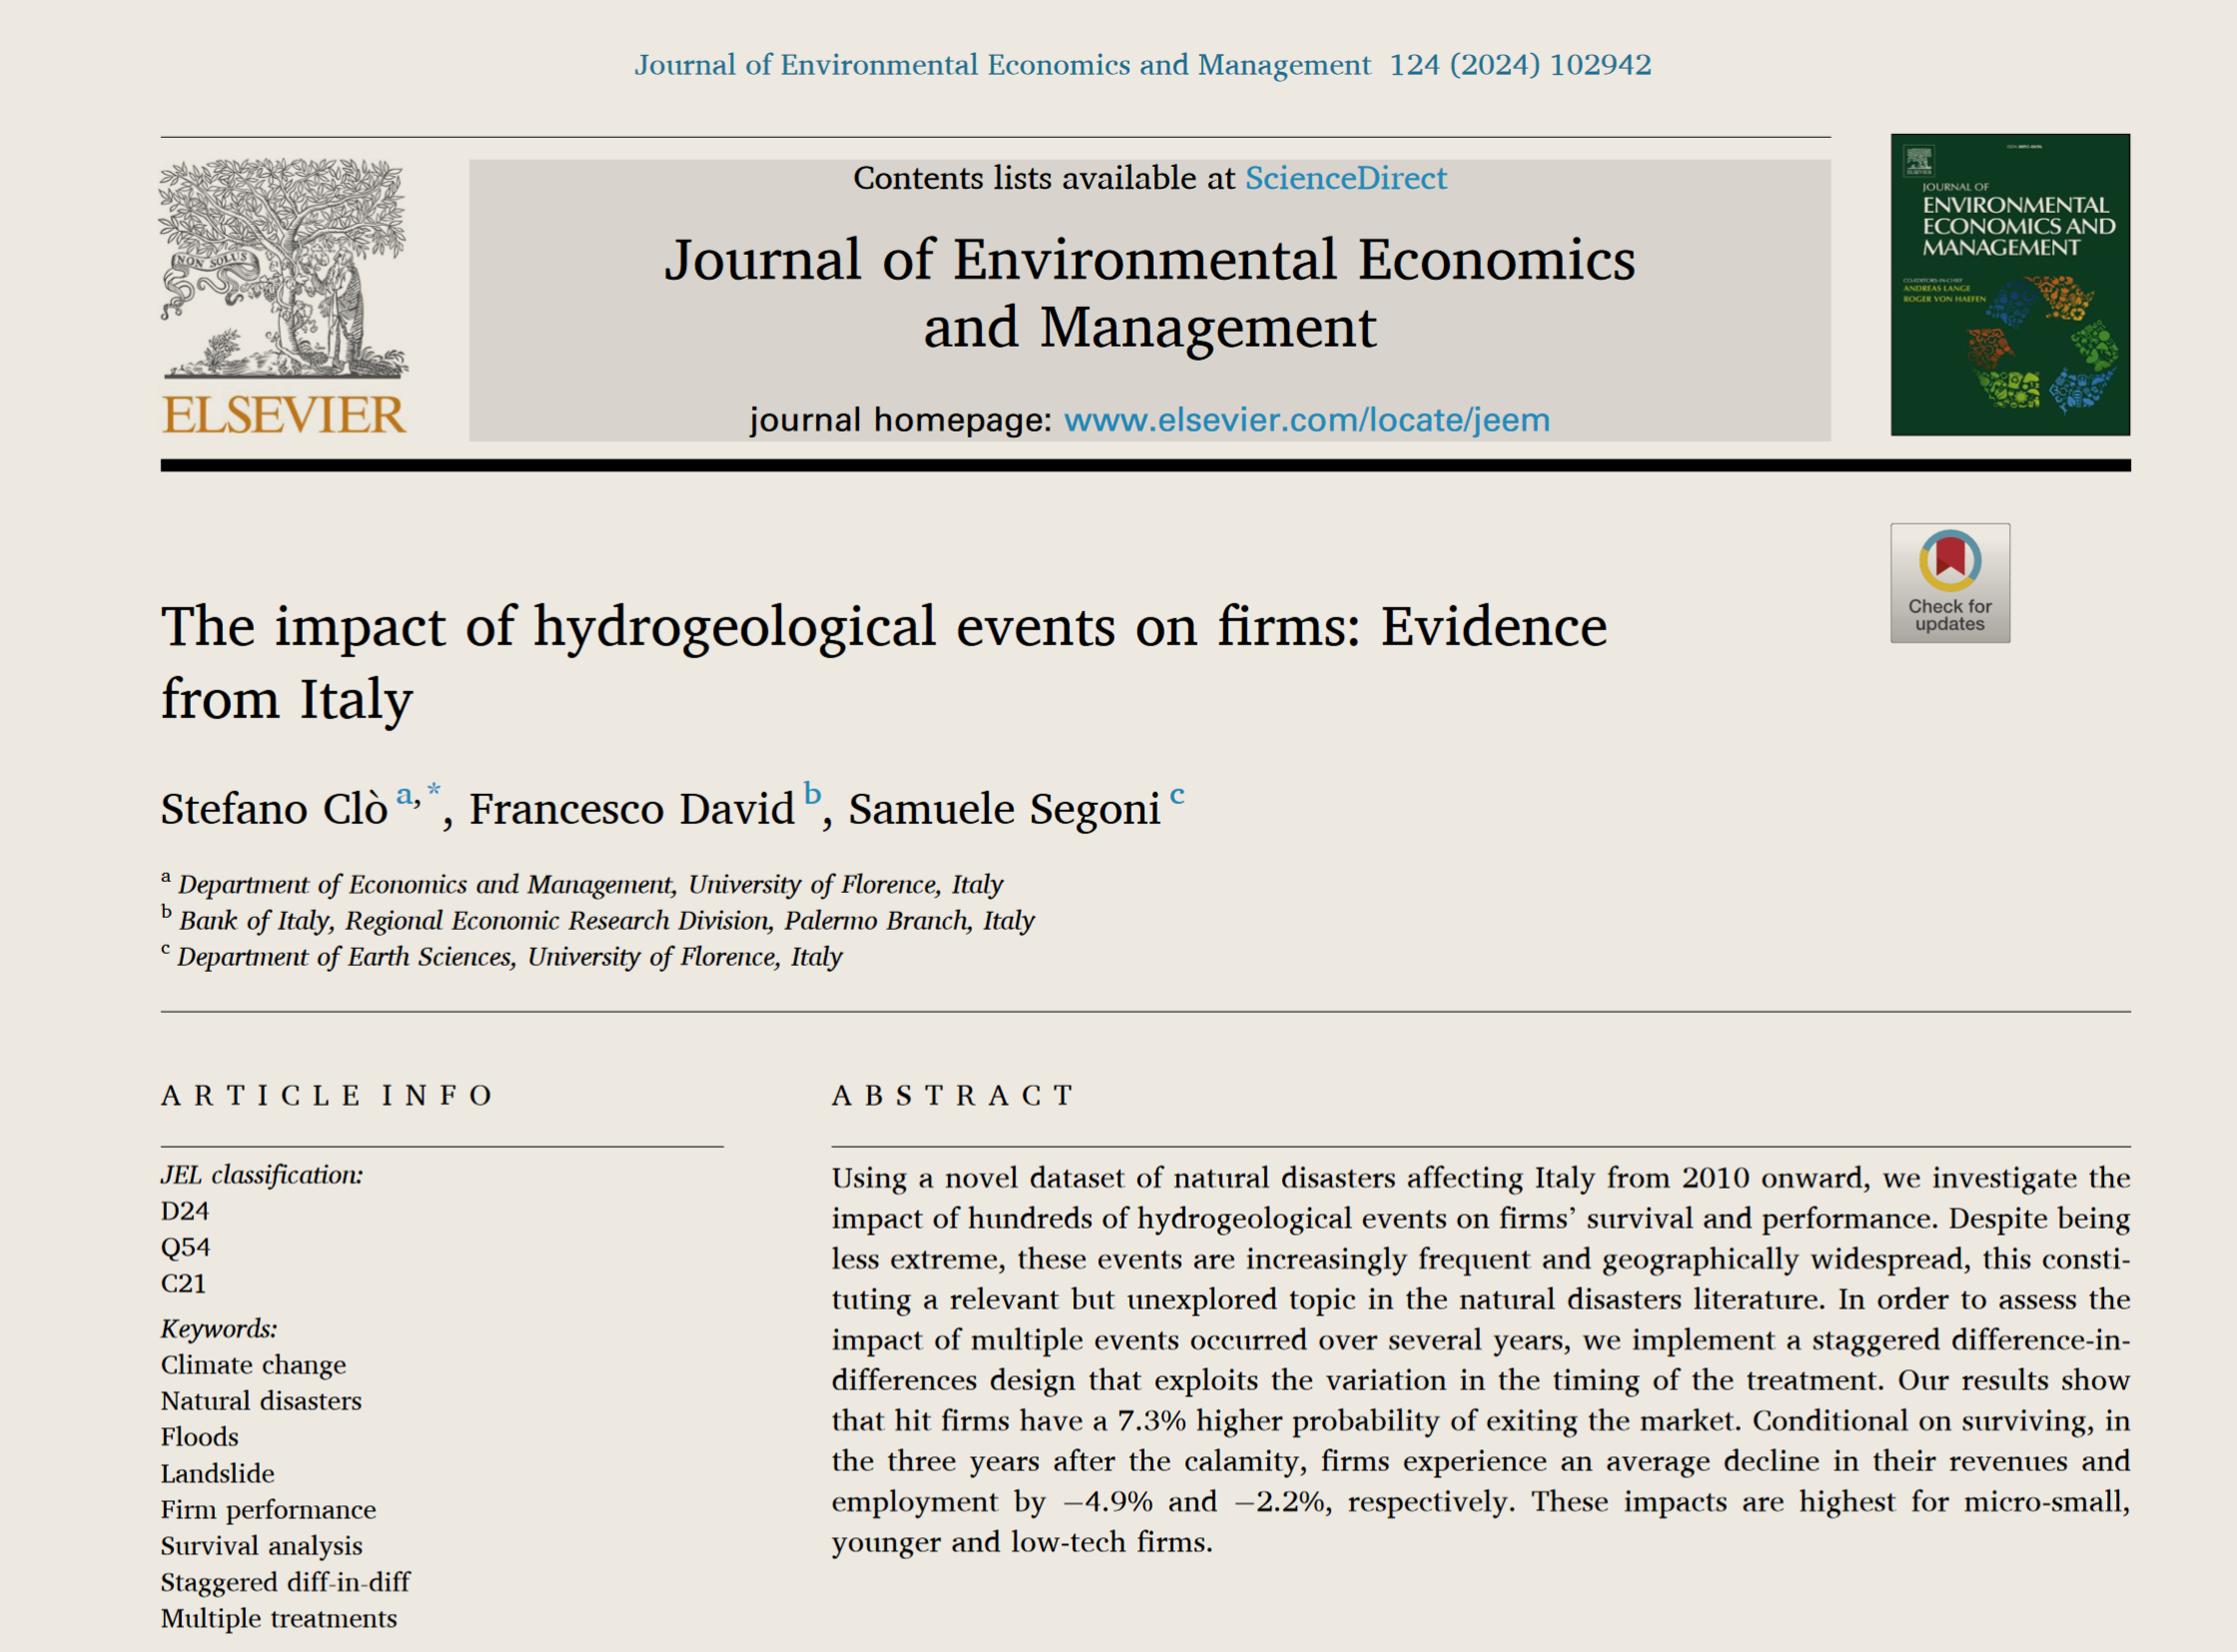 Journal of Environmental Economics and Management 124 (2024) 102942
Contents lists available at ScienceDirect
Journal of Environmental Economics
and Management
journal homepage: www.elsevier.com/locate/jeem
NON SOLUS
ELSEVIER
ELSEVIER
JOURNAL OF
ENVIRONMENTAL
ECONOMICS AND
MANAGEMENT
CO-EDITORS-IN-CHIEF
ANDREAS LANGE
ROGER VON HAEFEN
Check for
updates
The impact of hydrogeological events on firms: Evidence
from Italy
Stefano Clò a,*, Francesco David b, Samuele Segoni c
a Department of Economics and Management, University of Florence, Italy
b Bank of Italy, Regional Economic Research Division, Palermo Branch, Italy
c Department of Earth Sciences, University of Florence, Italy
ARTICLE INFO
JEL classification:
D24
Q54
C21
Keywords:
Climate change
Natural disasters
Floods
Landslide
Firm performance
Survival analysis
Staggered diff-in-diff
Multiple treatments
ABSTRACT
Using a novel dataset of natural disasters affecting Italy from 2010 onward, we investigate the
impact of hundreds of hydrogeological events on firms’ survival and performance. Despite being
less extreme, these events are increasingly frequent and geographically widespread, this consti-
tuting a relevant but unexplored topic in the natural disasters literature. In order to assess the
impact of multiple events occurred over several years, we implement a staggered difference-in-
differences design that exploits the variation in the timing of the treatment. Our results show
that hit firms have a 7.3% higher probability of exiting the market. Conditional on surviving, in
the three years after the calamity, firms experience an average decline in their revenues and
employment by −4.9% and −2.2%, respectively. These impacts are highest for micro-small,
younger and low-tech firms.